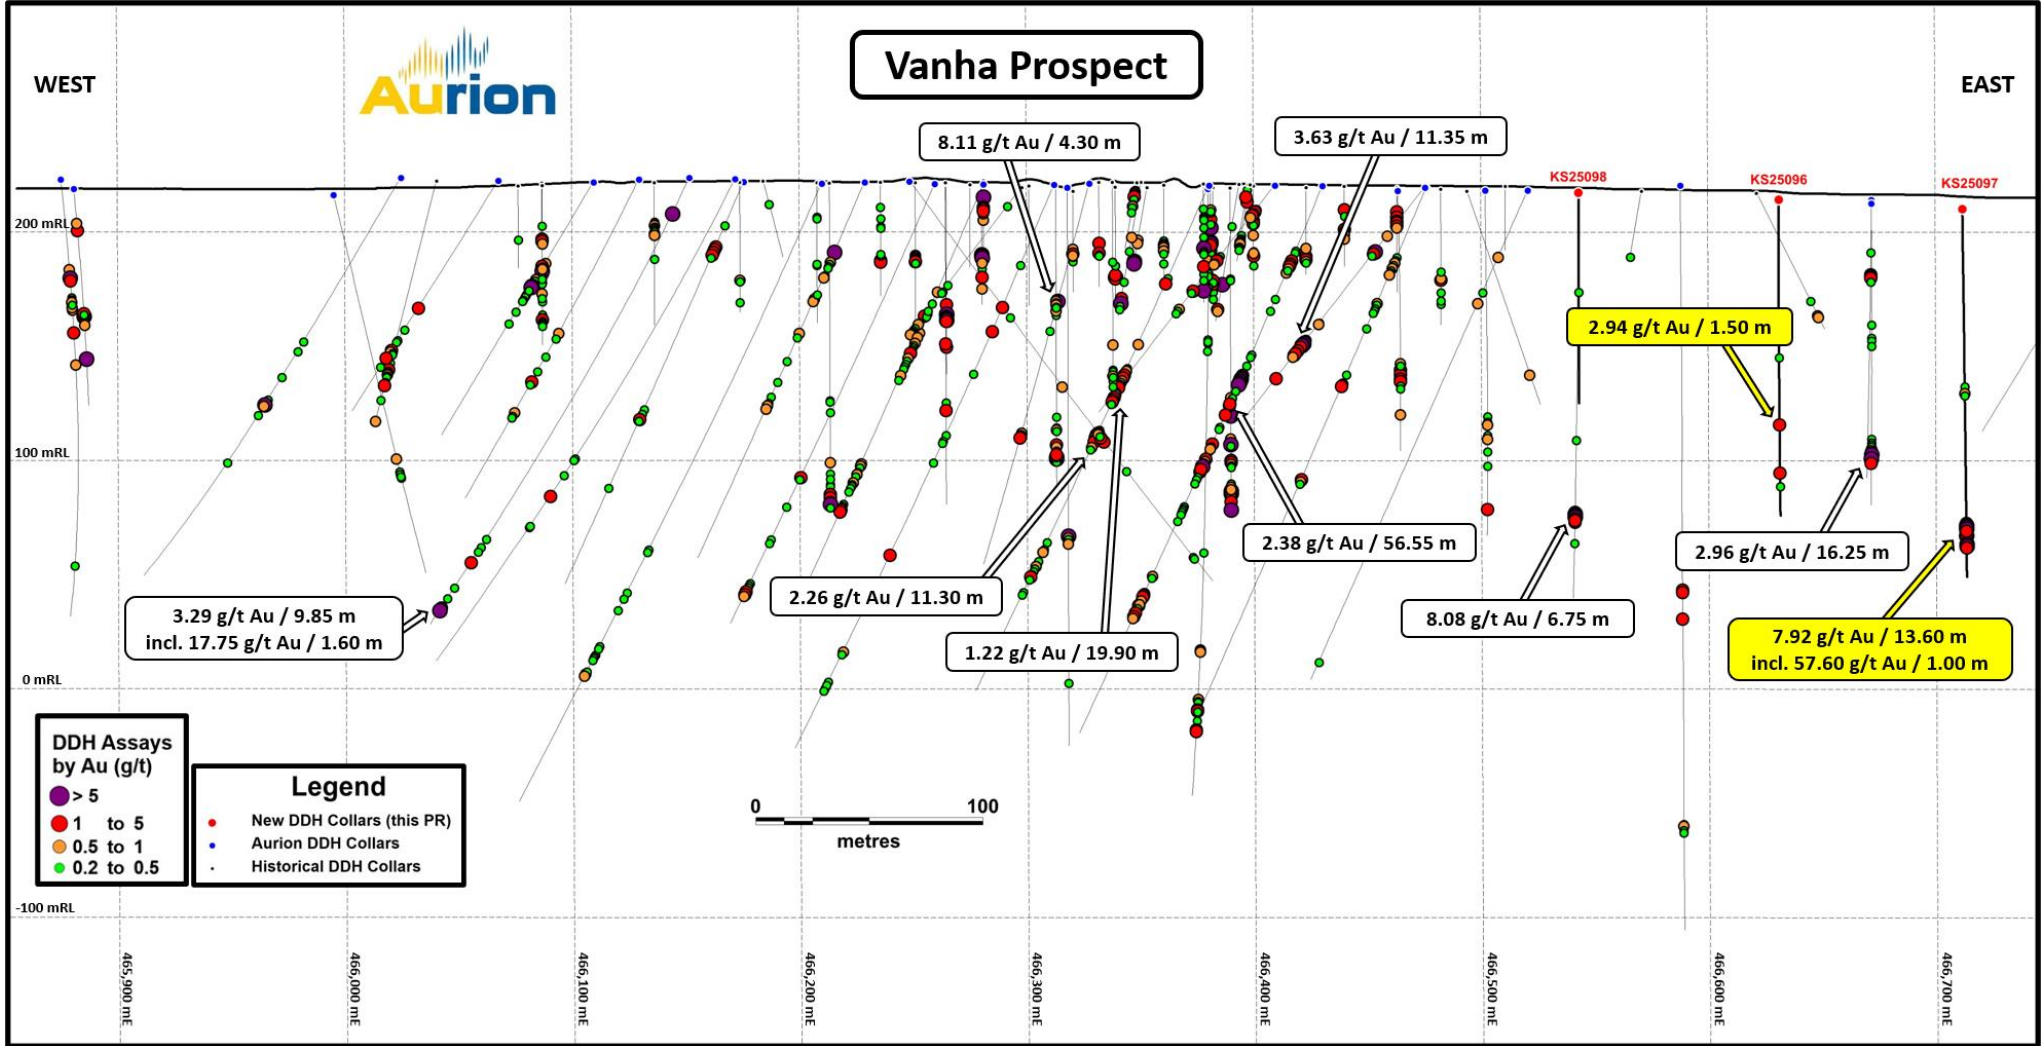 Vanha Prospect
WEST
Aurion
EAST
8.11 g/t Au / 4.30 m
3.63 g/t Au / 11.35 m
KS25098
KS25096
KS25097
200 mRL
2.94 g/t Au / 1.50 m
100 mRL
2.38 g/t Au / 56.55 m
2.96 g/t Au / 16.25 m
2.26 g/t Au / 11.30 m
8.08 g/t Au / 6.75 m
3.29 g/t Au / 9.85 m
incl. 17.75 g/t Au / 1.60 m
1.22 g/t Au / 19.90 m
7.92 g/t Au / 13.60 m
incl. 57.60 g/t Au / 1.00 m
0 mRL
DDH Assays
by Au (g/t)
> 5
1 to 5
0.5 to 1
0.2 to 0.5
Legend
New DDH Collars (this PR)
Aurion DDH Collars
Historical DDH Collars
0 100
metres
-100 mRL
465,900 mE
466,000 mE
466,100 mE
466,200 mE
466,300 mE
466,400 mE
466,500 mE
466,600 mE
466,700 mE